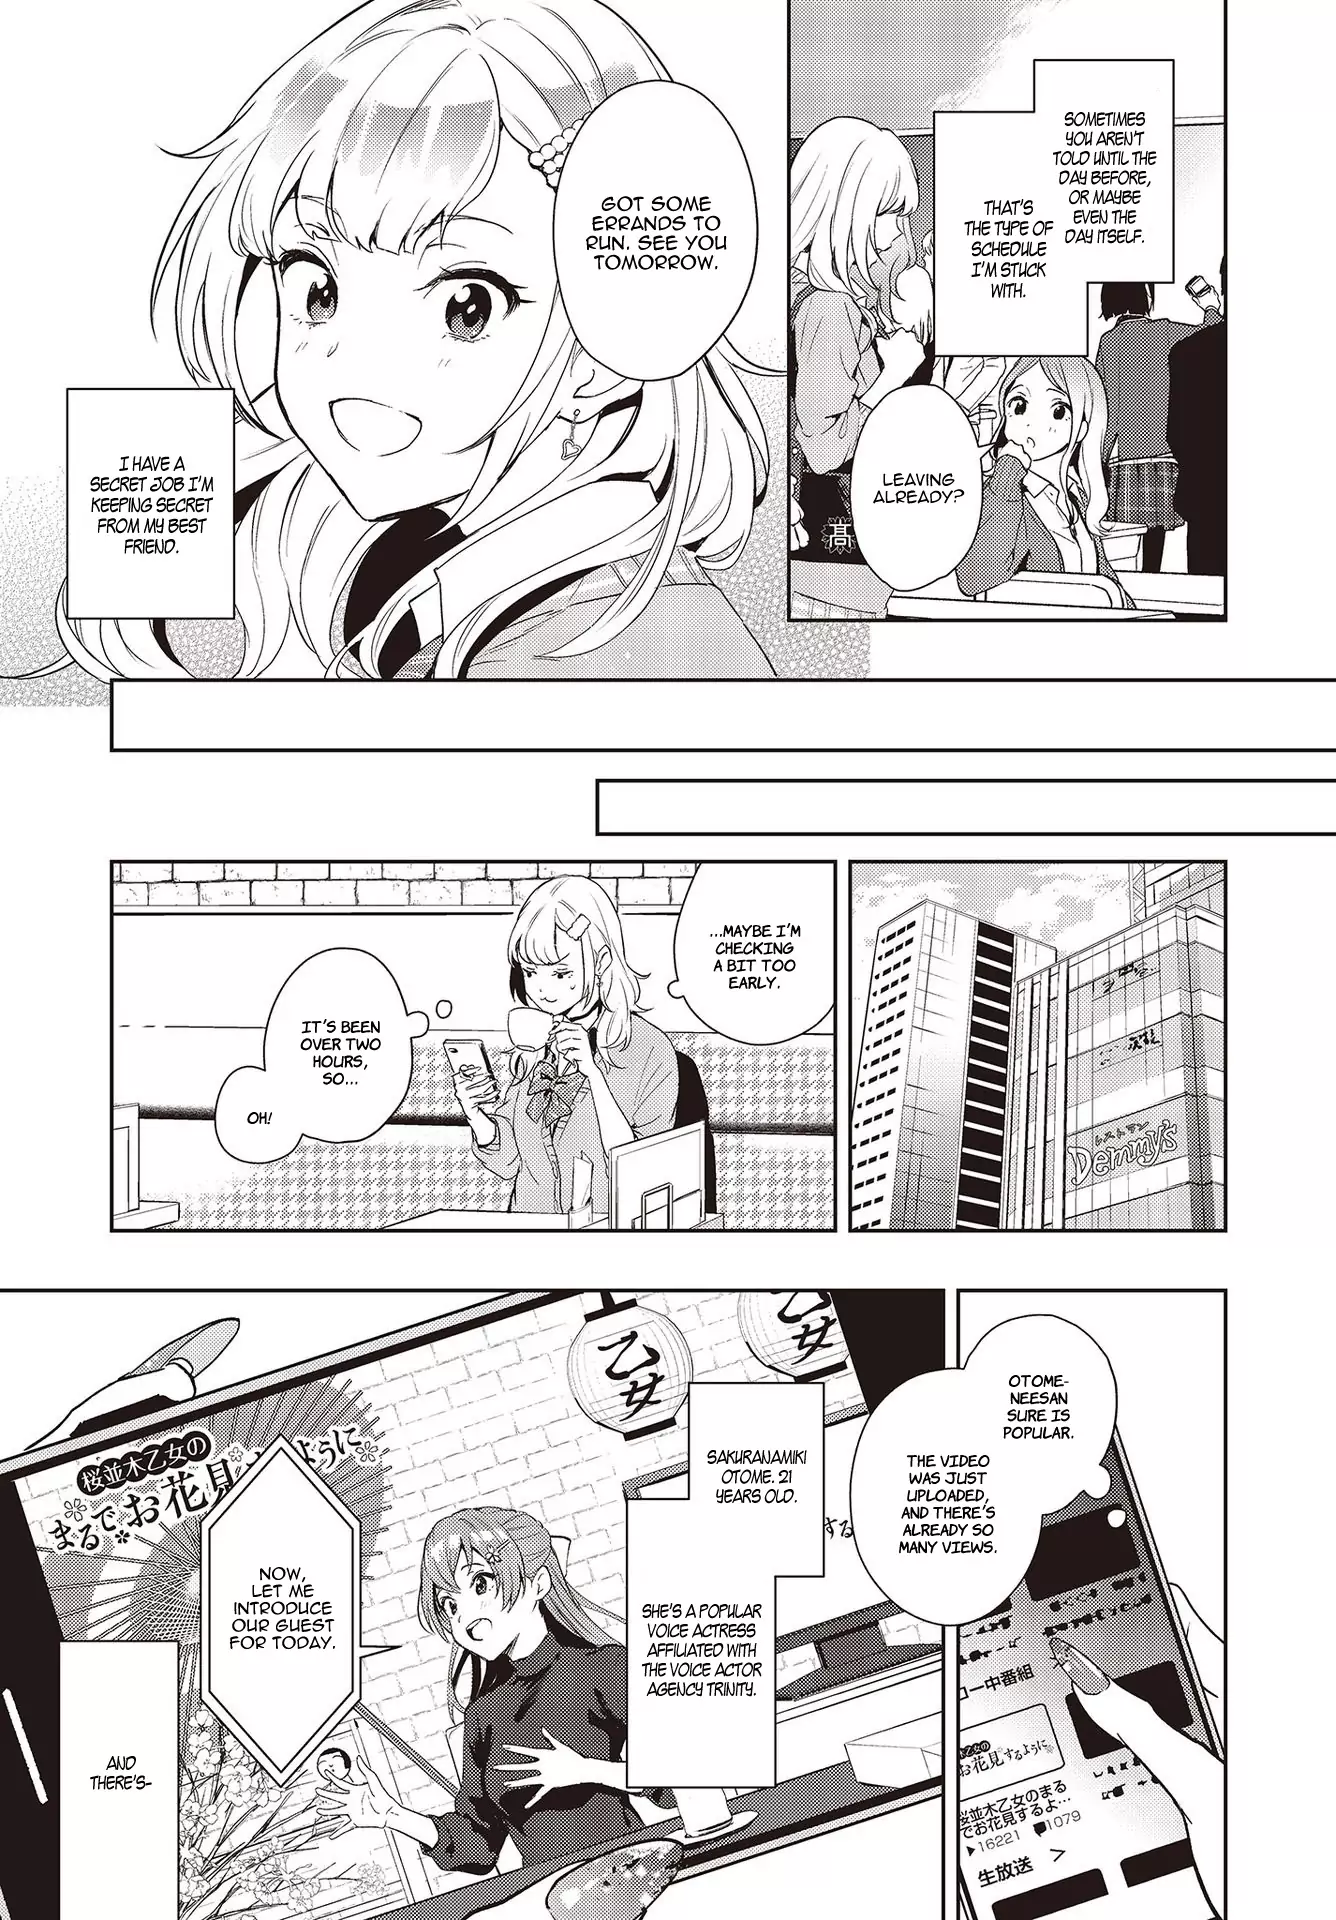 SOMETIMES
YOU AREN'T
TOLD UNTIL THE
DAY BEFORE,
OR MAYBE
EVEN THE
DAY ITSELF.
THAT'S
THE TYPE OF
SCHEDULE
I'M STUCK
WITH.
LEAVING
ALREADY?
高
GOT SOME
ERRANDS TO
RUN. SEE YOU
TOMORROW.
I HAVE A
SECRET JOB I'M
KEEPING SECRET
FROM MY BEST
FRIEND.
レストラン
Demmy's
...MAYBE I'M
CHECKING
A BIT TOO
EARLY.
IT'S BEEN
OVER TWO
HOURS,
SO...
OH!
OTOME-
NEESAN
SURE IS
POPULAR.
THE VIDEO
WAS JUST
UPLOADED,
AND THERE'S
ALREADY SO
MANY VIEWS.
ロー中番組
お花見するように
桜並木乙女のまる
でお花見するよ…
▶16221 1079
生放送 >
乙女
乙女
桜並木乙女の
まるでお花見するように
SAKURANAMIKI
OTOME. 21
YEARS OLD.
SHE'S A POPULAR
VOICE ACTRESS
AFFILIATED WITH
THE VOICE ACTOR
AGENCY TRINITY.
NOW,
LET ME
INTRODUCE
OUR GUEST
FOR TODAY.
AND
THERE'S-